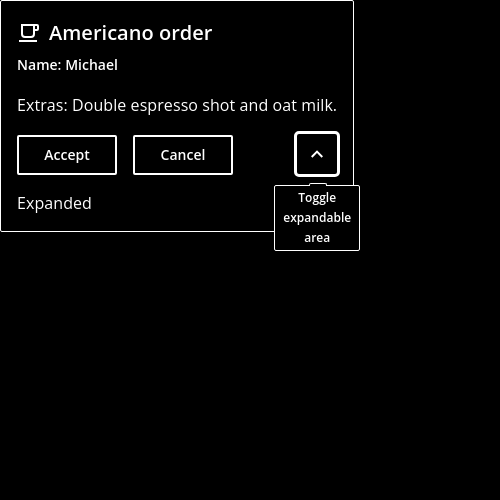 Americano order
Name: Michael
Extras: Double espresso shot and oat milk.
Accept
Cancel
Expanded
Toggle
expandable
area